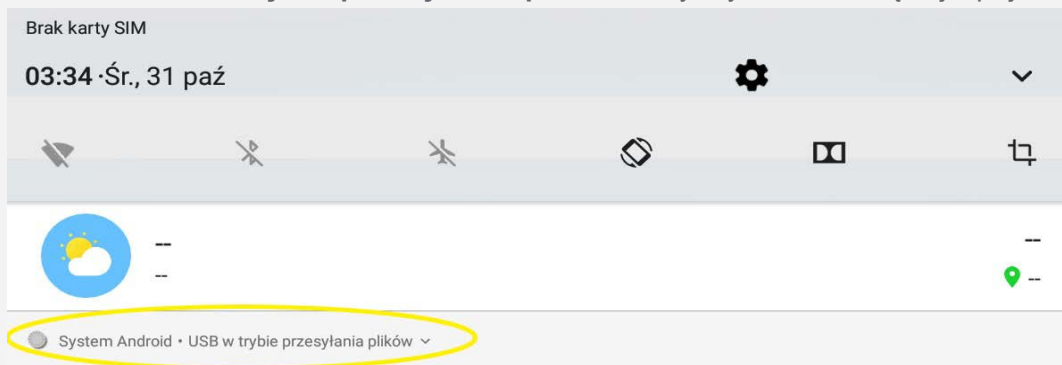 Brak karty SIM
03:34 · Śr., 31 paź
--
--
--
--
System Android • USB w trybie przesyłania plików